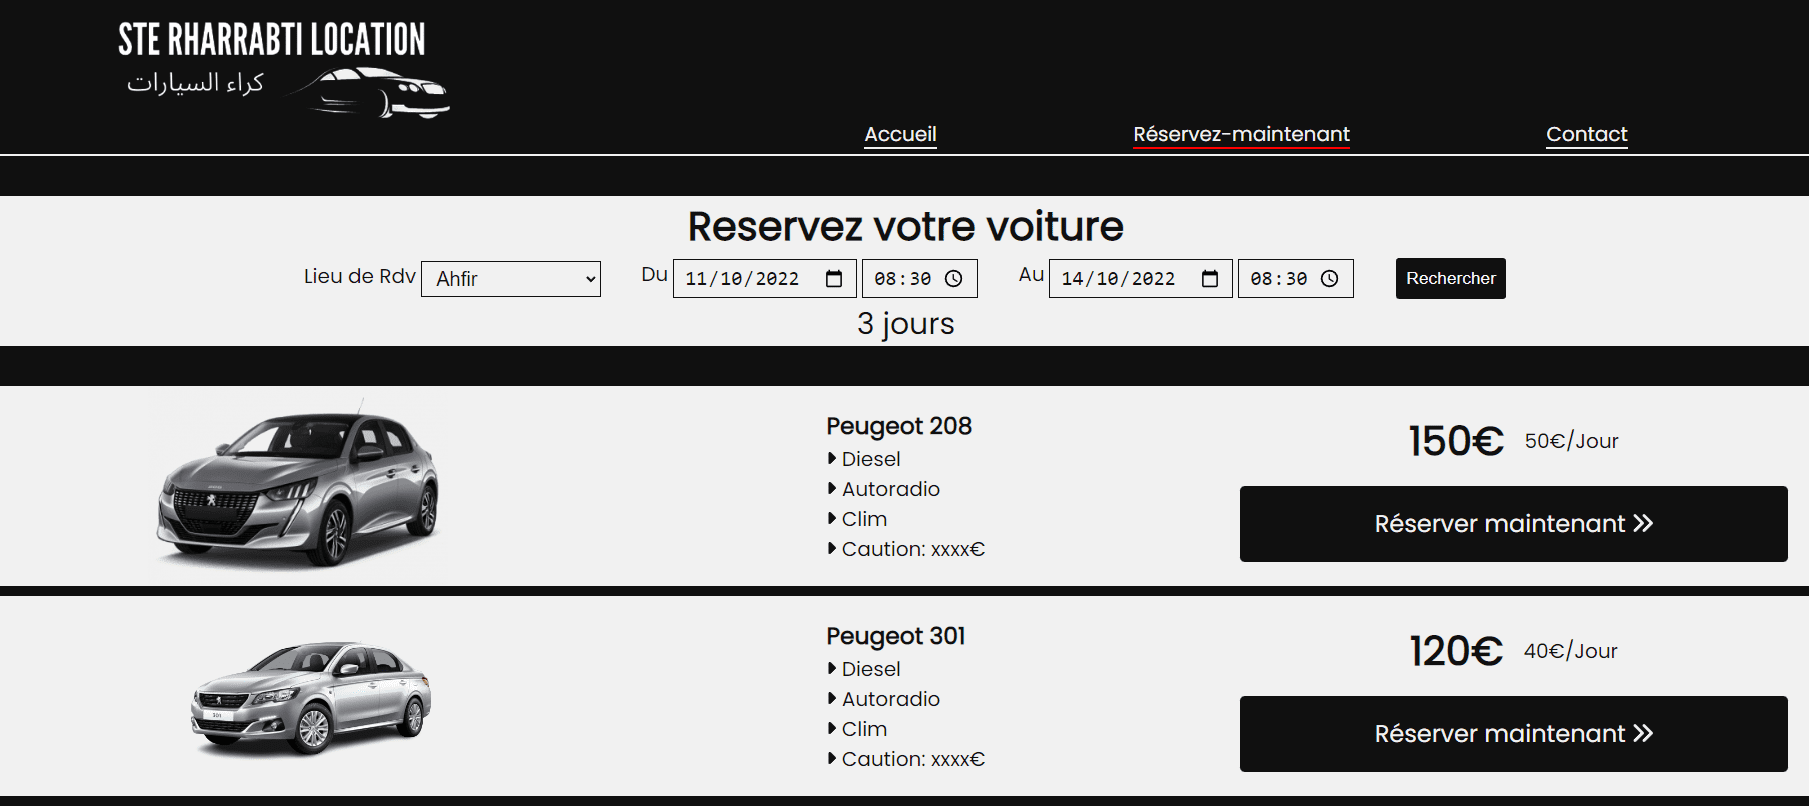 STE RHARRABTI LOCATION
كراء السيارات
Accueil Réservez-maintenant Contact
Reservez votre voiture
Lieu de Rdv Ahfir Du 11/10/2022 08:30 Au 14/10/2022 08:30 Rechercher
3 jours
Peugeot 208
Diesel
Autoradio
Clim
Caution: xxxx€
150€ 50€/Jour
Réserver maintenant
Peugeot 301
Diesel
Autoradio
Clim
Caution: xxxx€
120€ 40€/Jour
Réserver maintenant
301